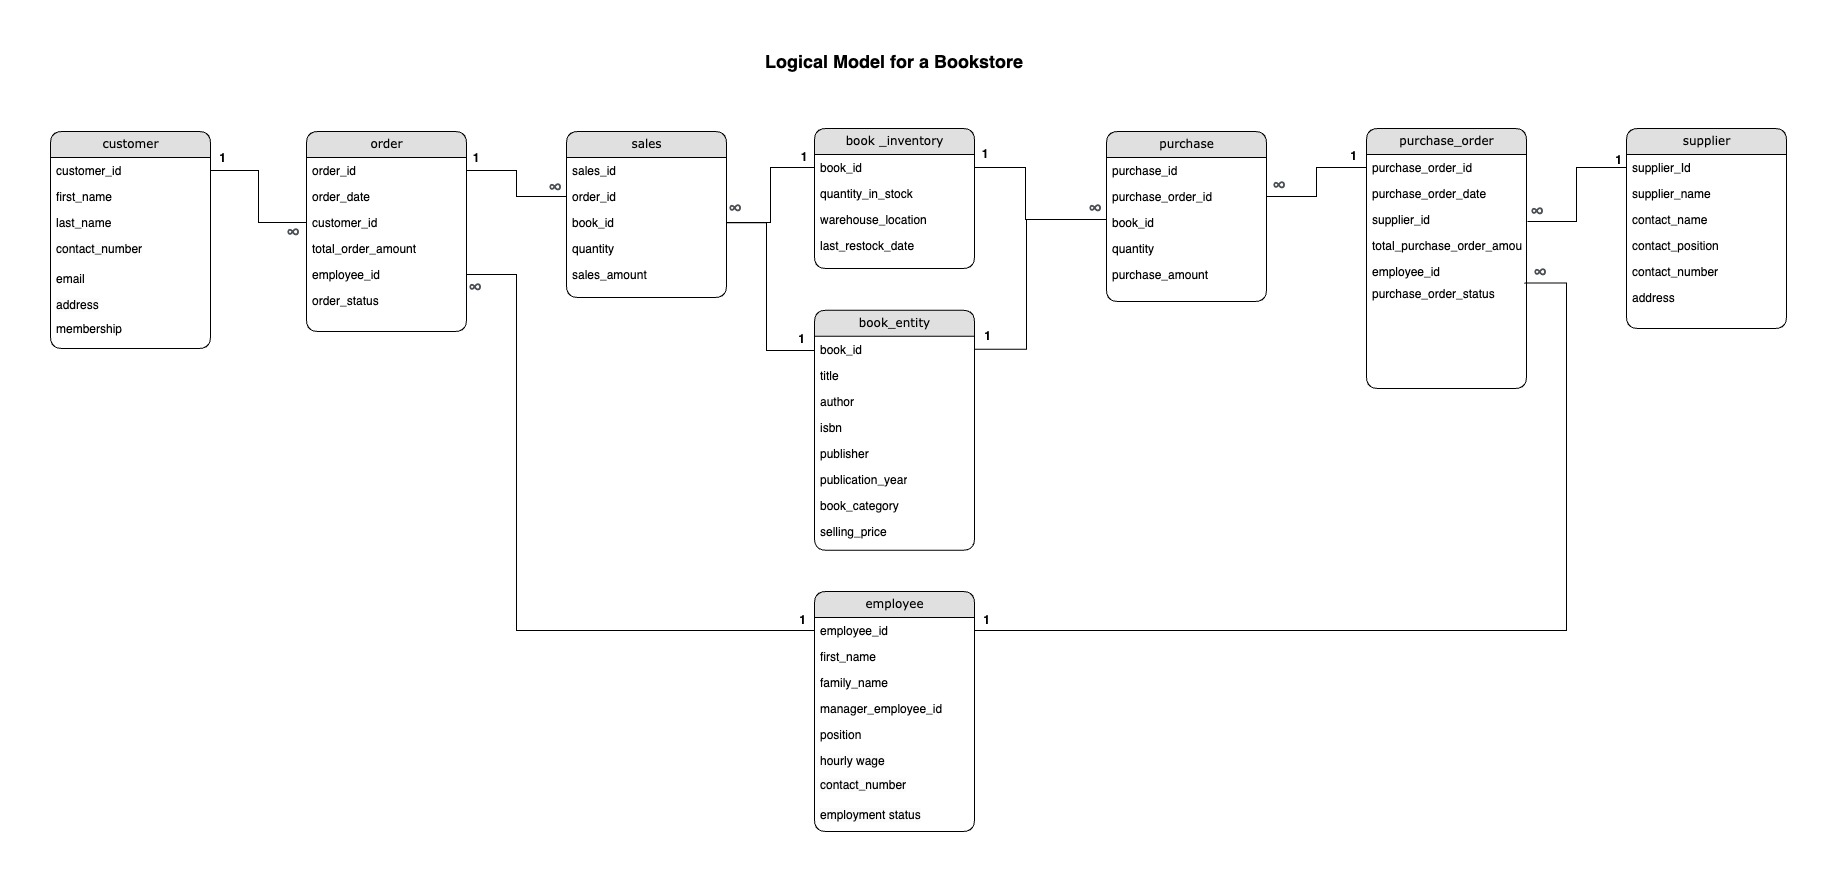 Logical Model for a Bookstore
customer
customer_id
first_name
last_name
contact_number
email
address
membership
1
∞
order
order_id
order_date
customer_id
total_order_amount
employee_id
order_status
1
∞
∞
sales
sales_id
order_id
book_id
quantity
sales_amount
∞
1
book _inventory
book_id
quantity_in_stock
warehouse_location
last_restock_date
1
∞
1
book_entity
book_id
title
author
isbn
publisher
publication_year
book_category
selling_price
1
purchase
purchase_id
purchase_order_id
book_id
quantity
purchase_amount
∞
1
purchase_order
purchase_order_id
purchase_order_date
supplier_id
total_purchase_order_amou
employee_id
purchase_order_status
∞
∞
1
supplier
supplier_Id
supplier_name
contact_name
contact_position
contact_number
address
1
employee
employee_id
first_name
family_name
manager_employee_id
position
hourly wage
contact_number
employment status
1